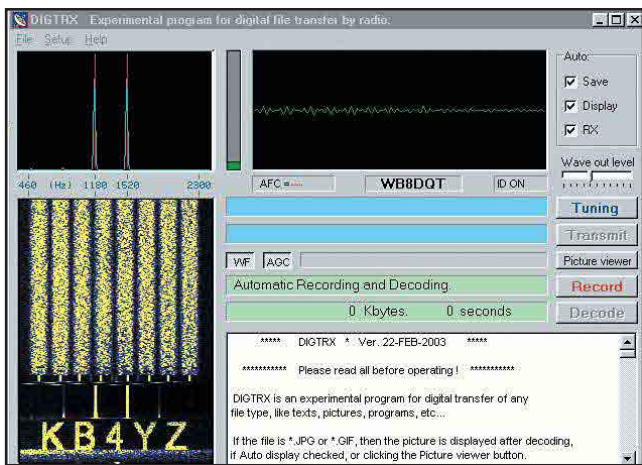 DIGTRX Experimental program for digital file transfer by radio.
File Setup Help
Auto:
Save
Display
RX
Wave out level
460 (Hz) 1180 1520 2300
AFC
WB8DQT
ID ON
Tuning
Transmit
WF AGC
Picture viewer
Automatic Recording and Decoding.
Record
0 Kbytes. 0 seconds
Decode
***** DIGTRX * Ver. 22-FEB-2003 *****
*********** Please read all before operating ! ***********
DIGTRX is an experimental program for digital transfer of any
file type, like texts, pictures, programs, etc...
If the file is *.JPG or *.GIF, then the picture is displayed after decoding,
if Auto display checked, or clicking the Picture viewer button.
KB4YZ